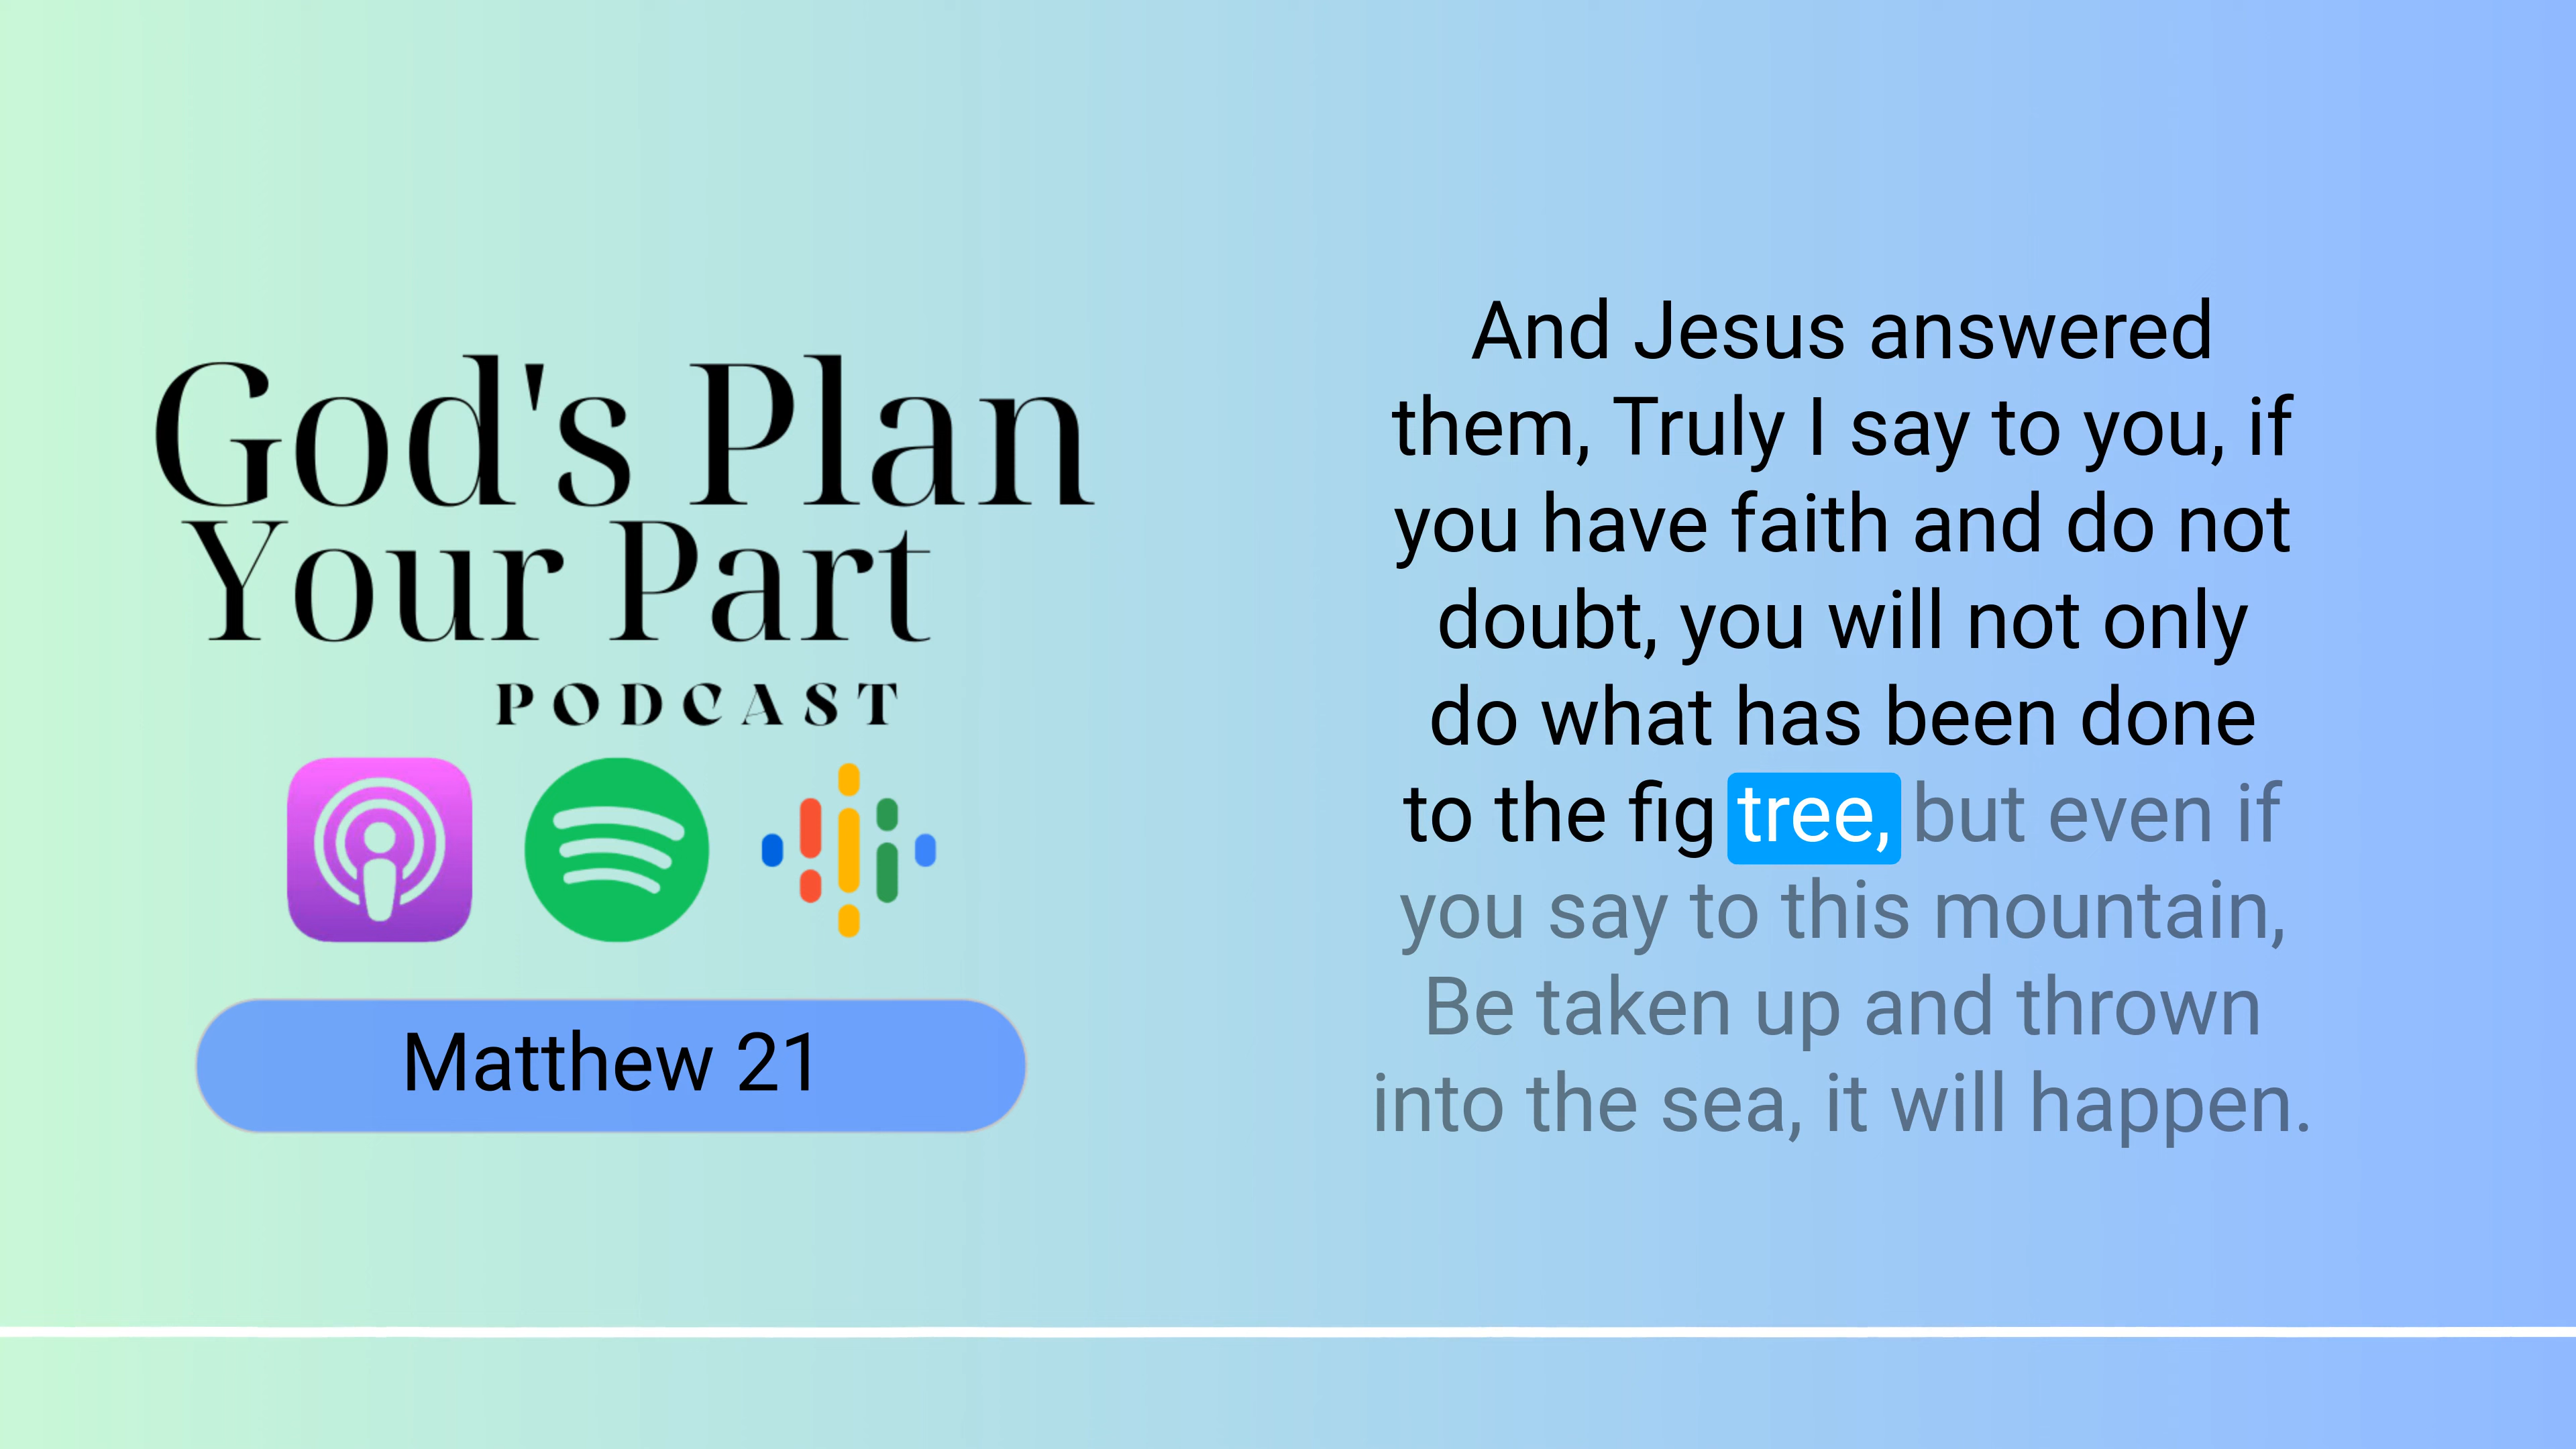 God's Plan
Your Part
PODCAST
Matthew 21
And Jesus answered
them, Truly I say to you, if
you have faith and do not
doubt, you will not only
do what has been done
to the fig tree, but even if
you say to this mountain,
Be taken up and thrown
into the sea, it will happen.